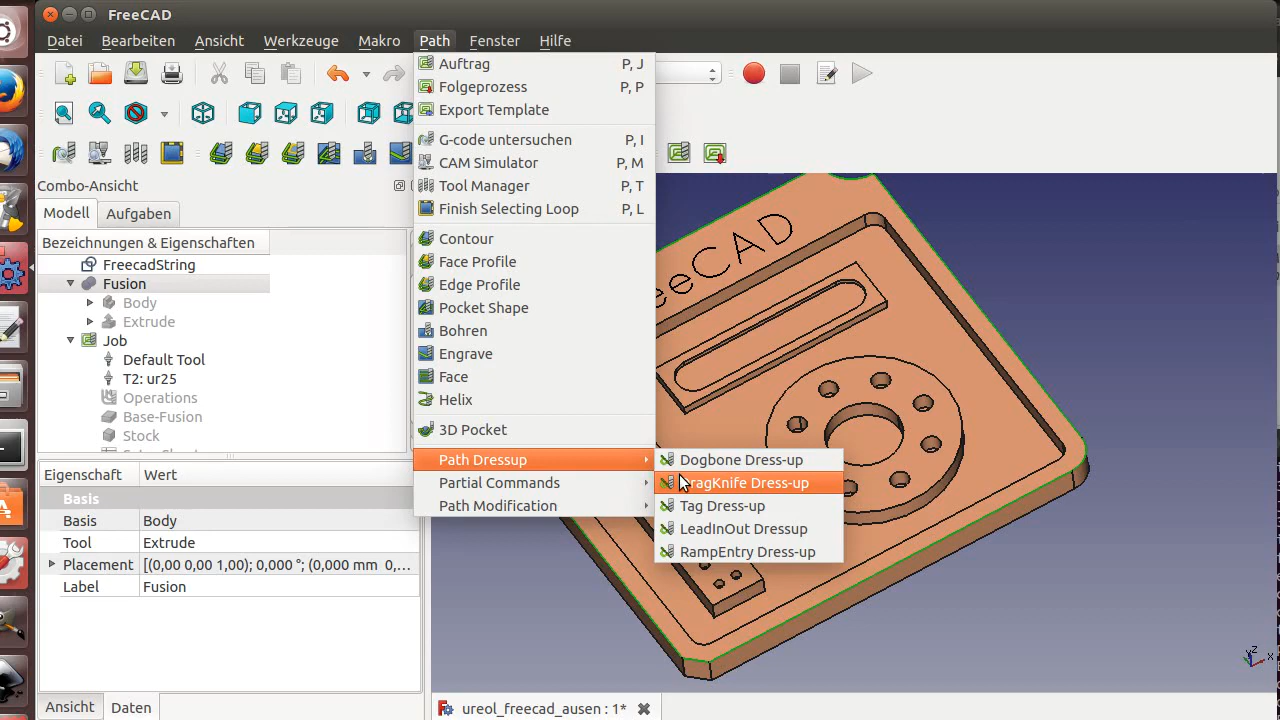 FreeCAD
Datei Bearbeiten Ansicht Werkzeuge Makro Path Fenster Hilfe
Auftrag P, J
Folgeprozess P, P
Export Template
G-code untersuchen P, I
CAM Simulator P, M
Tool Manager P, T
Finish Selecting Loop P, L
Contour
Face Profile
Edge Profile
Pocket Shape
Bohren
Engrave
Face
Helix
3D Pocket
Path Dressup
Partial Commands
Path Modification
Dogbone Dress-up
ragKnife Dress-up
Tag Dress-up
LeadInOut Dressup
RampEntry Dress-up
Combo-Ansicht
Modell Aufgaben
Bezeichnungen & Eigenschaften
FreecadString
Fusion
Body
Extrude
Job
Default Tool
T2: ur25
Operations
Base-Fusion
Stock
Eigenschaft Wert
Basis
Basis Body
Tool Extrude
Placement [(0,00 0,00 1,00); 0,000 °; (0,000 mm 0,...
Label Fusion
Ansicht Daten
eeCAD
ureol_freecad_ausen : 1*
Z
Y
X